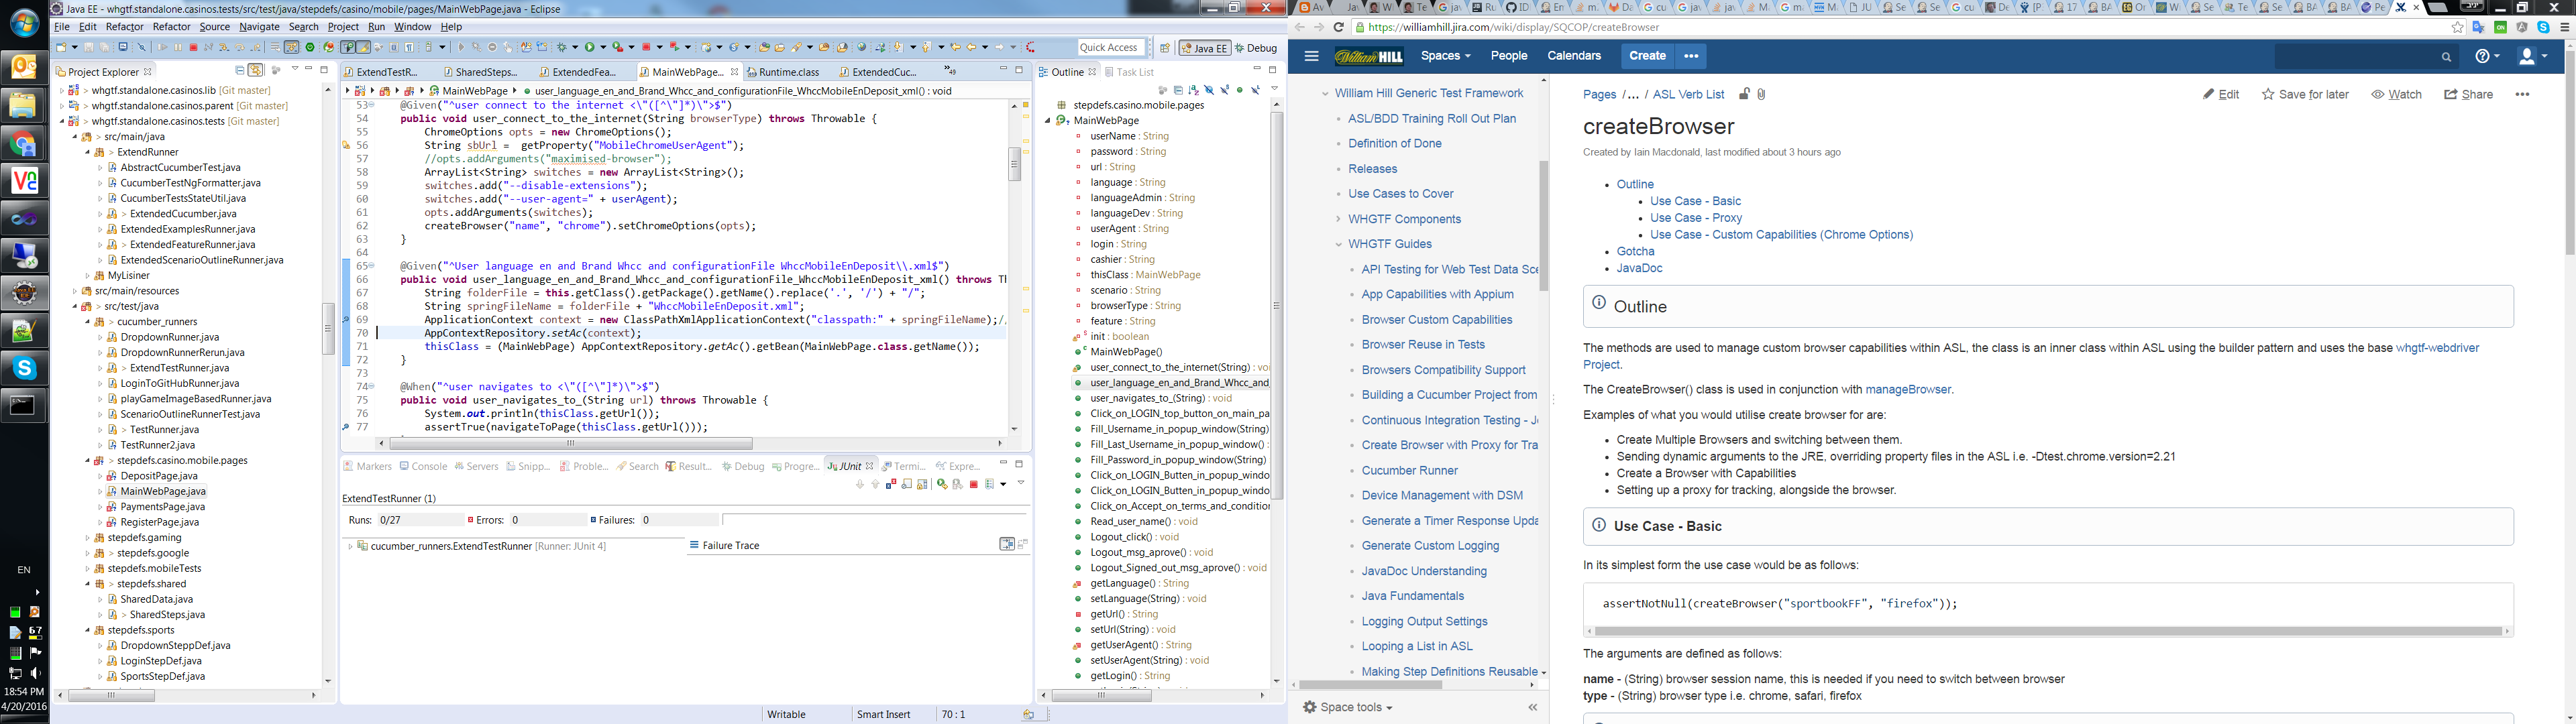 Java EE - whgtf.standalone.casinos.tests/src/test/java/stepdefs/casino/mobile/pages/MainWebPage.java - Eclipse
File Edit Source Refactor Source Navigate Search Project Run Window Help
Quick Access
Java EE
Debug
Project Explorer
whgtf.standalone.casinos.lib [Git master]
whgtf.standalone.casinos.parent [Git master]
whgtf.standalone.casinos.tests [Git master]
src/main/java
ExtendRunner
AbstractCucumberTest.java
CucumberTestNgFormatter.java
CucumberTestsStateUtil.java
> ExtendedCucumber.java
ExtendedExamplesRunner.java
> ExtendedFeatureRunner.java
ExtendedScenarioOutlineRunner.java
MyLisiner
src/main/resources
> src/test/java
> cucumber_runners
DropdownRunner.java
DropdownRunnerRerun.java
> ExtendTestRunner.java
LoginToGitHubRunner.java
playGameImageBasedRunner.java
ScenarioOutlineRunnerTest.java
> TestRunner.java
TestRunner2.java
> stepdefs.casino.mobile.pages
DepositPage.java
MainWebPage.java
PaymentsPage.java
RegisterPage.java
stepdefs.gaming
> stepdefs.google
stepdefs.mobileTests
> stepdefs.shared
SharedData.java
> SharedSteps.java
stepdefs.sports
DropdownSteppDef.java
LoginStepDef.java
SportsStepDef.java
EN
67
18:54 PM
4/20/2016
ExtendTestR...
SharedSteps...
ExtendedFea...
MainWebPage...
Runtime.class
ExtendedCuc...
»49
MainWebPage
user_language_en_and_Brand_Whcc_and_configurationFile_WhccMobileEnDeposit_xml() : void
53 @Given("^user connect to the internet <\"([^\"]*)\">$")
54 public void user_connect_to_the_internet(String browserType) throws Throwable {
55 ChromeOptions opts = new ChromeOptions();
56 String sbUrl = getProperty("MobileChromeUserAgent");
57 //opts.addArguments("maximised-browser");
58 ArrayList<String> switches = new ArrayList<String>();
59 switches.add("--disable-extensions");
60 switches.add("--user-agent=" + userAgent);
61 opts.addArguments(switches);
62 createBrowser("name", "chrome").setChromeOptions(opts);
63 }
64
65 @Given("^User language en and Brand Whcc and configurationFile WhccMobileEnDeposit\\.xml$")
66 public void user_language_en_and_Brand_Whcc_and_configurationFile_WhccMobileEnDeposit_xml() throws Th
67 String folderFile = this.getClass().getPackage().getName().replace('.', '/') + "/";
68 String springFileName = folderFile + "WhccMobileEnDeposit.xml";
69 ApplicationContext context = new ClassPathXmlApplicationContext("classpath:" + springFileName);//.
70 AppContextRepository.setAc(context);
71 thisClass = (MainWebPage) AppContextRepository.getAc().getBean(MainWebPage.class.getName());
72 }
73
74 @When("^user navigates to <\"([^\"]*)\">$")
75 public void user_navigates_to_(String url) throws Throwable {
76 System.out.println(thisClass.getUrl());
77 assertTrue(navigateToPage(thisClass.getUrl()));
Markers Console Servers Snipp... Proble... Search Result... Debug Progre... JUnit Termi... Expre...
ExtendTestRunner (1)
Runs: 0/27 Errors: 0 Failures: 0
cucumber_runners.ExtendTestRunner [Runner: JUnit 4]
Failure Trace
Writable Smart Insert 70 : 1
Outline Task List
stepdefs.casino.mobile.pages
MainWebPage
userName : String
password : String
url : String
language : String
languageAdmin : String
languageDev : String
userAgent : String
login : String
cashier : String
thisClass : MainWebPage
scenario : String
browserType : String
feature : String
init : boolean
MainWebPage()
user_connect_to_the_internet(String) : voi
user_language_en_and_Brand_Whcc_and_
user_navigates_to_(String) : void
Click_on_LOGIN_top_button_on_main_pa
Fill_Username_in_popup_window(String)
Fill_Last_Username_in_popup_window() :
Fill_Password_in_popup_window(String)
Click_on_LOGIN_Button_in_popup_windo
Click_on_LOGIN_Butten_in_popup_windo
Click_on_Accept_on_terms_and_condition
Read_user_name() : void
Logout_click() : void
Logout_msg_aprove() : void
Logout_Signed_out_msg_aprove() : void
getLanguage() : String
setLanguage(String) : void
getUrl() : String
setUrl(String) : void
getUserAgent() : String
setUserAgent(String) : void
getLogin() : String
https://williamhill.jira.com/wiki/display/SQCOP/createBrowser
William HILL
Spaces People Calendars Create •••
William Hill Generic Test Framework
ASL/BDD Training Roll Out Plan
Definition of Done
Releases
Use Cases to Cover
WHGTF Components
WHGTF Guides
API Testing for Web Test Data Sce
App Capabilities with Appium
Browser Custom Capabilities
Browser Reuse in Tests
Browsers Compatibility Support
Building a Cucumber Project from
Continuous Integration Testing - Je
Create Browser with Proxy for Tra
Cucumber Runner
Device Management with DSM
Generate a Timer Response Upda
Generate Custom Logging
JavaDoc Understanding
Java Fundamentals
Logging Output Settings
Looping a List in ASL
Making Step Definitions Reusable
Space tools
Pages /... / ASL Verb List
Edit Save for later Watch Share •••
createBrowser
Created by Iain Macdonald, last modified about 3 hours ago
Outline
Use Case - Basic
Use Case - Proxy
Use Case - Custom Capabilities (Chrome Options)
Gotcha
JavaDoc
Outline
The methods are used to manage custom browser capabilities within ASL, the class is an inner class within ASL using the builder pattern and uses the base whgtf-webdriver
Project.
The CreateBrowser() class is used in conjunction with manageBrowser.
Examples of what you would utilise create browser for are:
Create Multiple Browsers and switching between them.
Sending dynamic arguments to the JRE, overriding property files in the ASL i.e. -Dtest.chrome.version=2.21
Create a Browser with Capabilities
Setting up a proxy for tracking, alongside the browser.
Use Case - Basic
In its simplest form the use case would be as follows:
assertNotNull(createBrowser("sportbookFF", "firefox"));
The arguments are defined as follows:
name - (String) browser session name, this is needed if you need to switch between browser
type - (String) browser type i.e. chrome, safari, firefox